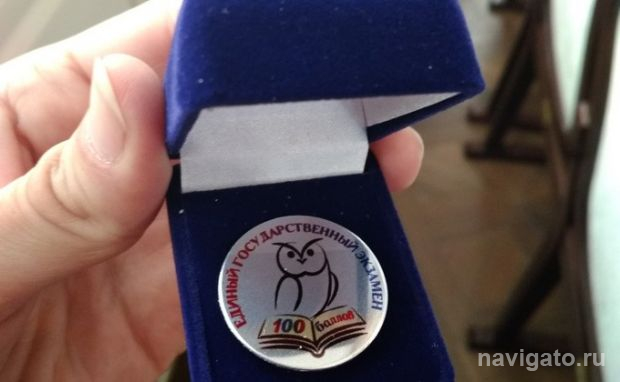 ЕДИНЫЙ ГОСУДАРСТВЕННЫЙ ЭКЗАМЕН
100 баллов
navigato.ru